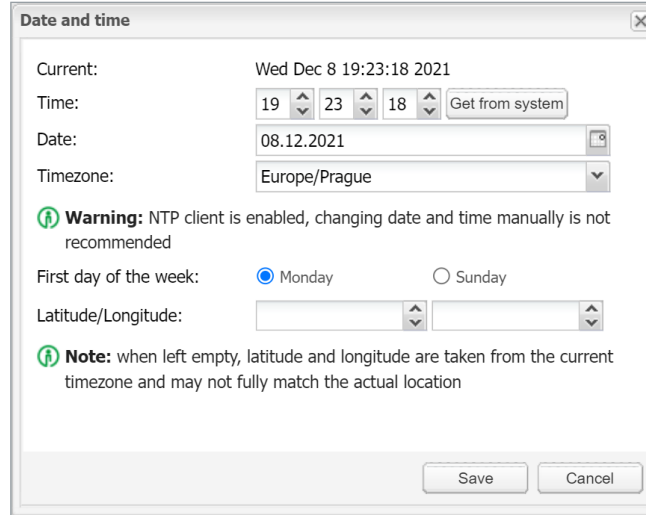 Date and time
Current: Wed Dec 8 19:23:18 2021
Time: 19 23 18 Get from system
Date: 08.12.2021
Timezone: Europe/Prague
Warning: NTP client is enabled, changing date and time manually is not
recommended
First day of the week: Monday Sunday
Latitude/Longitude:
Note: when left empty, latitude and longitude are taken from the current
timezone and may not fully match the actual location
Save Cancel